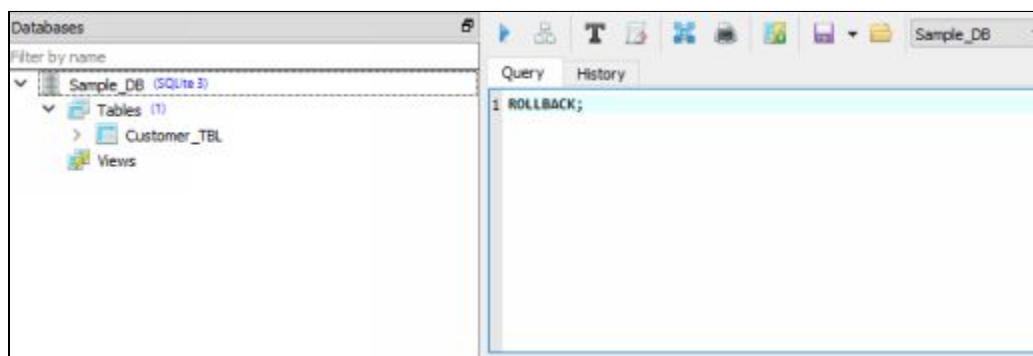 Databases
Filter by name
Sample_DB (SQLite 3)
Tables (1)
Customer_TBL
Views
T
Sample_DB
Query History
1 ROLLBACK;